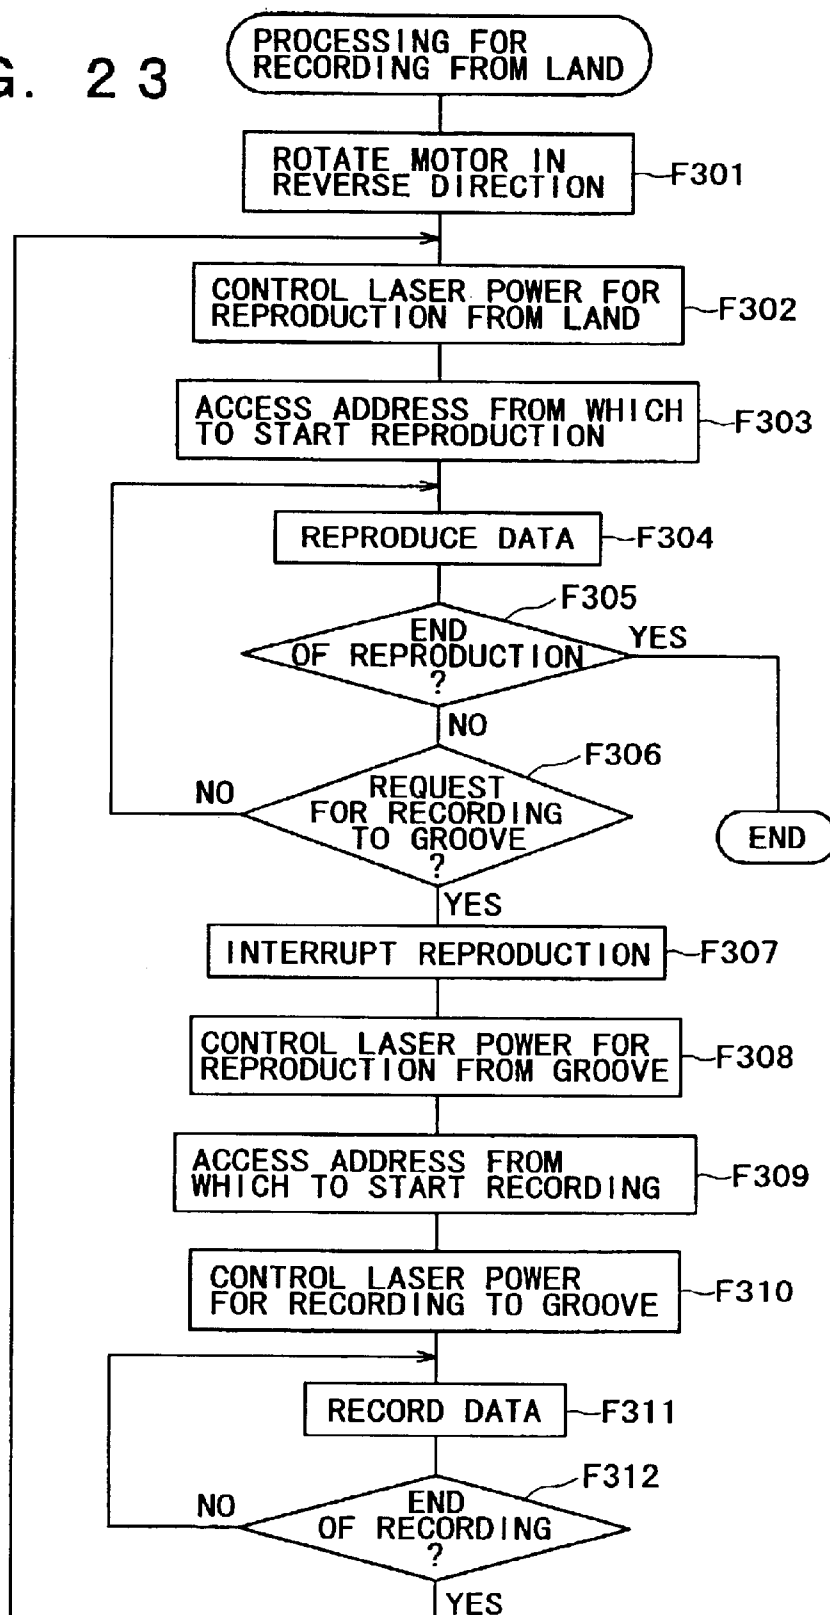 G. 23
PROCESSING FOR
RECORDING FROM LAND
ROTATE MOTOR IN
REVERSE DIRECTION
F301
CONTROL LASER POWER FOR
REPRODUCTION FROM LAND
F302
ACCESS ADDRESS FROM WHICH
TO START REPRODUCTION
F303
REPRODUCE DATA
F304
F305
END
OF REPRODUCTION
?
YES
NO
F306
REQUEST
FOR RECORDING
TO GROOVE
?
NO
END
YES
INTERRUPT REPRODUCTION
F307
CONTROL LASER POWER FOR
REPRODUCTION FROM GROOVE
F308
ACCESS ADDRESS FROM
WHICH TO START RECORDING
F309
CONTROL LASER POWER
FOR RECORDING TO GROOVE
F310
RECORD DATA
F311
F312
END
OF RECORDING
?
NO
YES